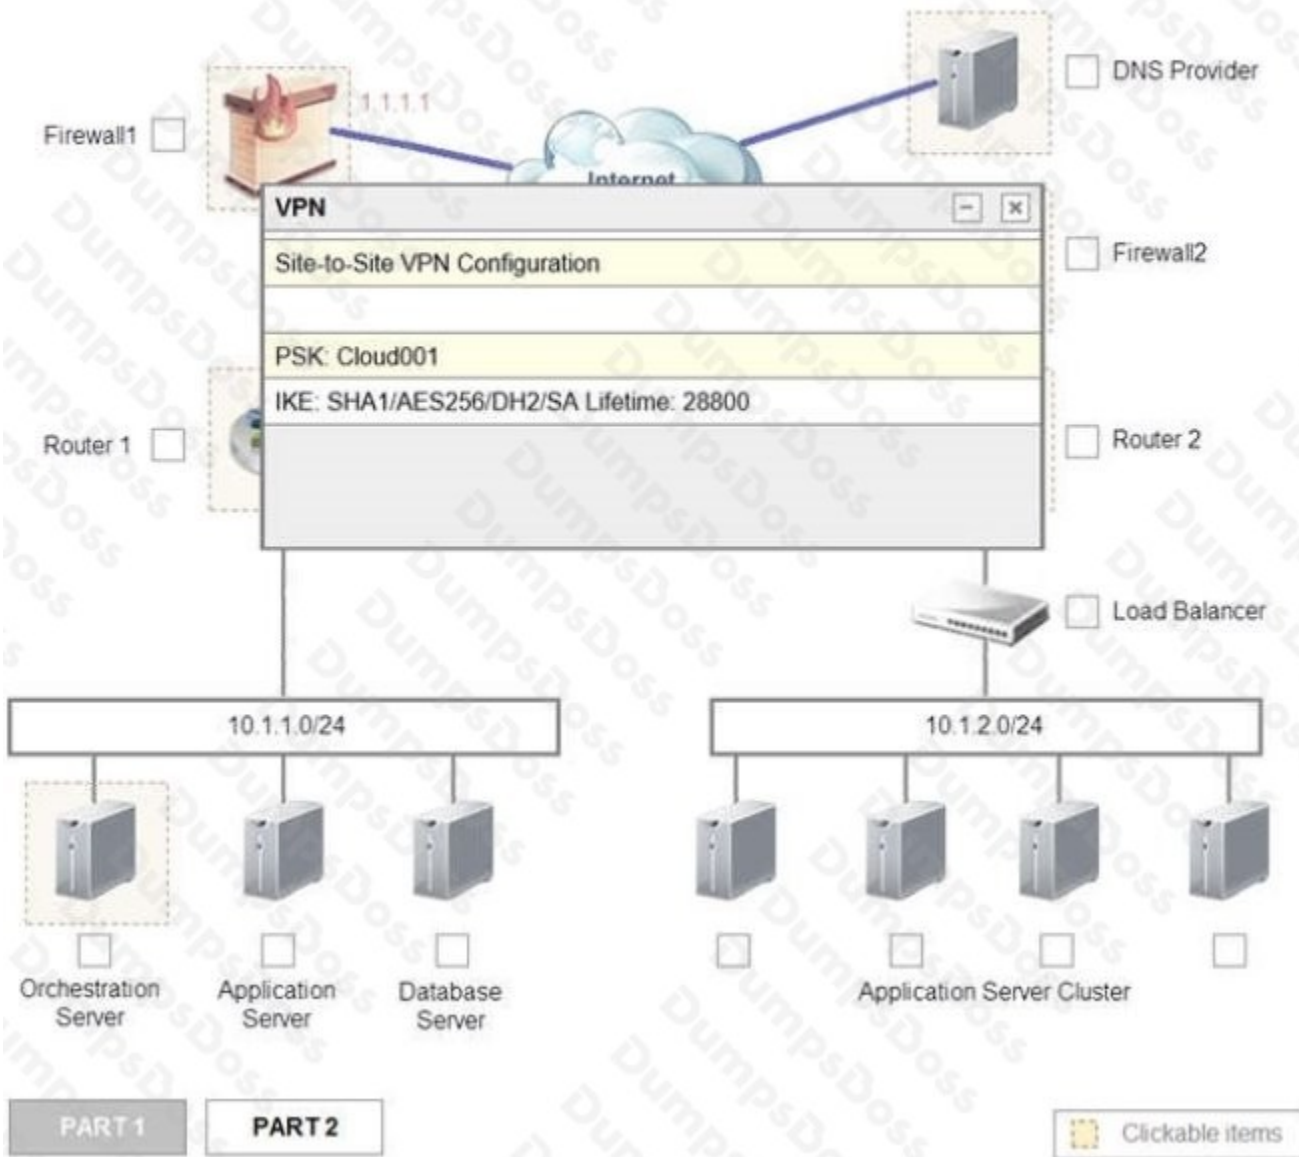 DNS Provider
Firewall1
1.1.1.1
Internet
VPN
Site-to-Site VPN Configuration
Firewall2
PSK: Cloud001
IKE: SHA1/AES256/DH2/SA Lifetime: 28800
Router 1
Router 2
Load Balancer
10.1.1.0/24
10.1.2.0/24
Orchestration
Server
Application
Server
Database
Server
Application Server Cluster
PART 1
PART 2
Clickable items
DumpsDoss